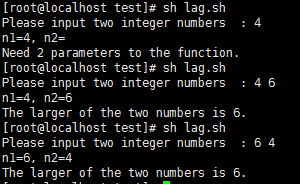 [root@localhost test]# sh lag.sh
Please input two integer numbers  : 4
n1=4, n2=
Need 2 parameters to the function.
[root@localhost test]# sh lag.sh
Please input two integer numbers  : 4 6
n1=4, n2=6
The larger of the two numbers is 6.
[root@localhost test]# sh lag.sh
Please input two integer numbers  : 6 4
n1=6, n2=4
The larger of the two numbers is 6.